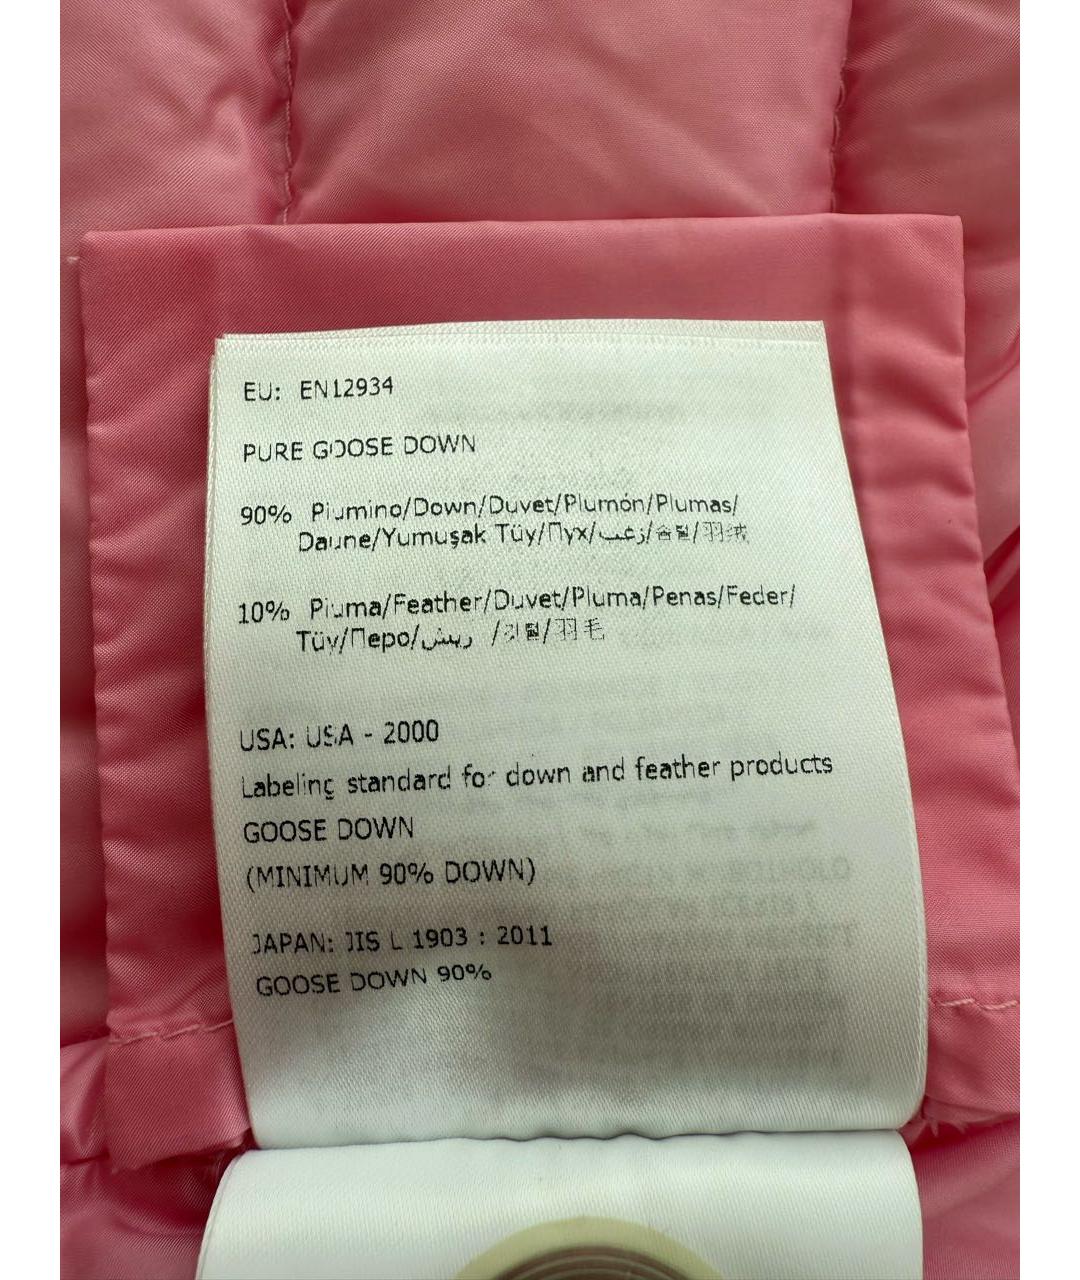 EU: EN12934
PURE GOOSE DOWN
90% Piumino/Down/Duvet/Plumón/Plumas/
Daune/Yumuşak Tüy/Пух/زغب/솜털/羽绒
10% Piuma/Feather/Duvet/Pluma/Penas/Feder/
Tüy/Перо/ريش /깃털/羽毛
USA: USA - 2000
Labeling standard for down and feather products
GOOSE DOWN
(MINIMUM 90% DOWN)
JAPAN: JIS L 1903 : 2011
GOOSE DOWN 90%